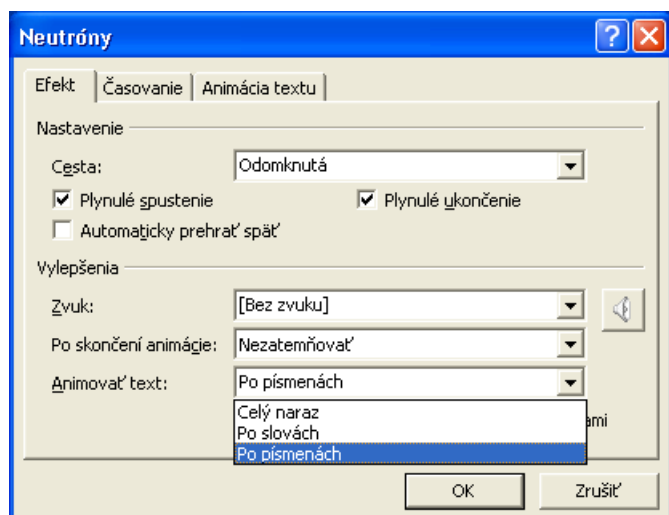 Neutróny
Efekt Časovanie Animácia textu
Nastavenie
Cesta: Odomknutá
Plynulé spustenie Plynulé ukončenie
Automaticky prehrať späť
Vylepšenia
Zvuk: [Bez zvuku]
Po skončení animácie: Nezatemňovať
Animovať text: Po písmenách
Celý naraz
Po slovách
Po písmenách
OK Zrušiť